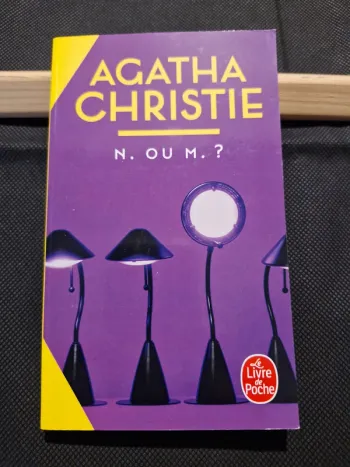 AGATHA
CHRISTIE
N. OU M. ?
Le
Livre
de
Poche